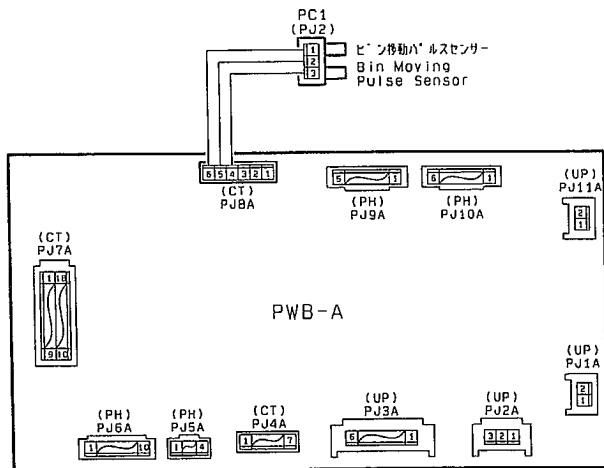 PC1
(PJ2)
1
2
3
ビン移動パルスセンサー
Bin Moving
Pulse Sensor
6 5 4 3 2 1
(CT)
PJ8A
5 1
(PH)
PJ9A
6 1
(PH)
PJ10A
(UP)
PJ11A
2
1
(CT)
PJ7A
1 18
9 10
PWB-A
(UP)
PJ1A
2
1
(PH)
PJ6A
1 10
(PH)
PJ5A
1 4
(CT)
PJ4A
1 7
(UP)
PJ3A
6 1
(UP)
PJ2A
3 2 1